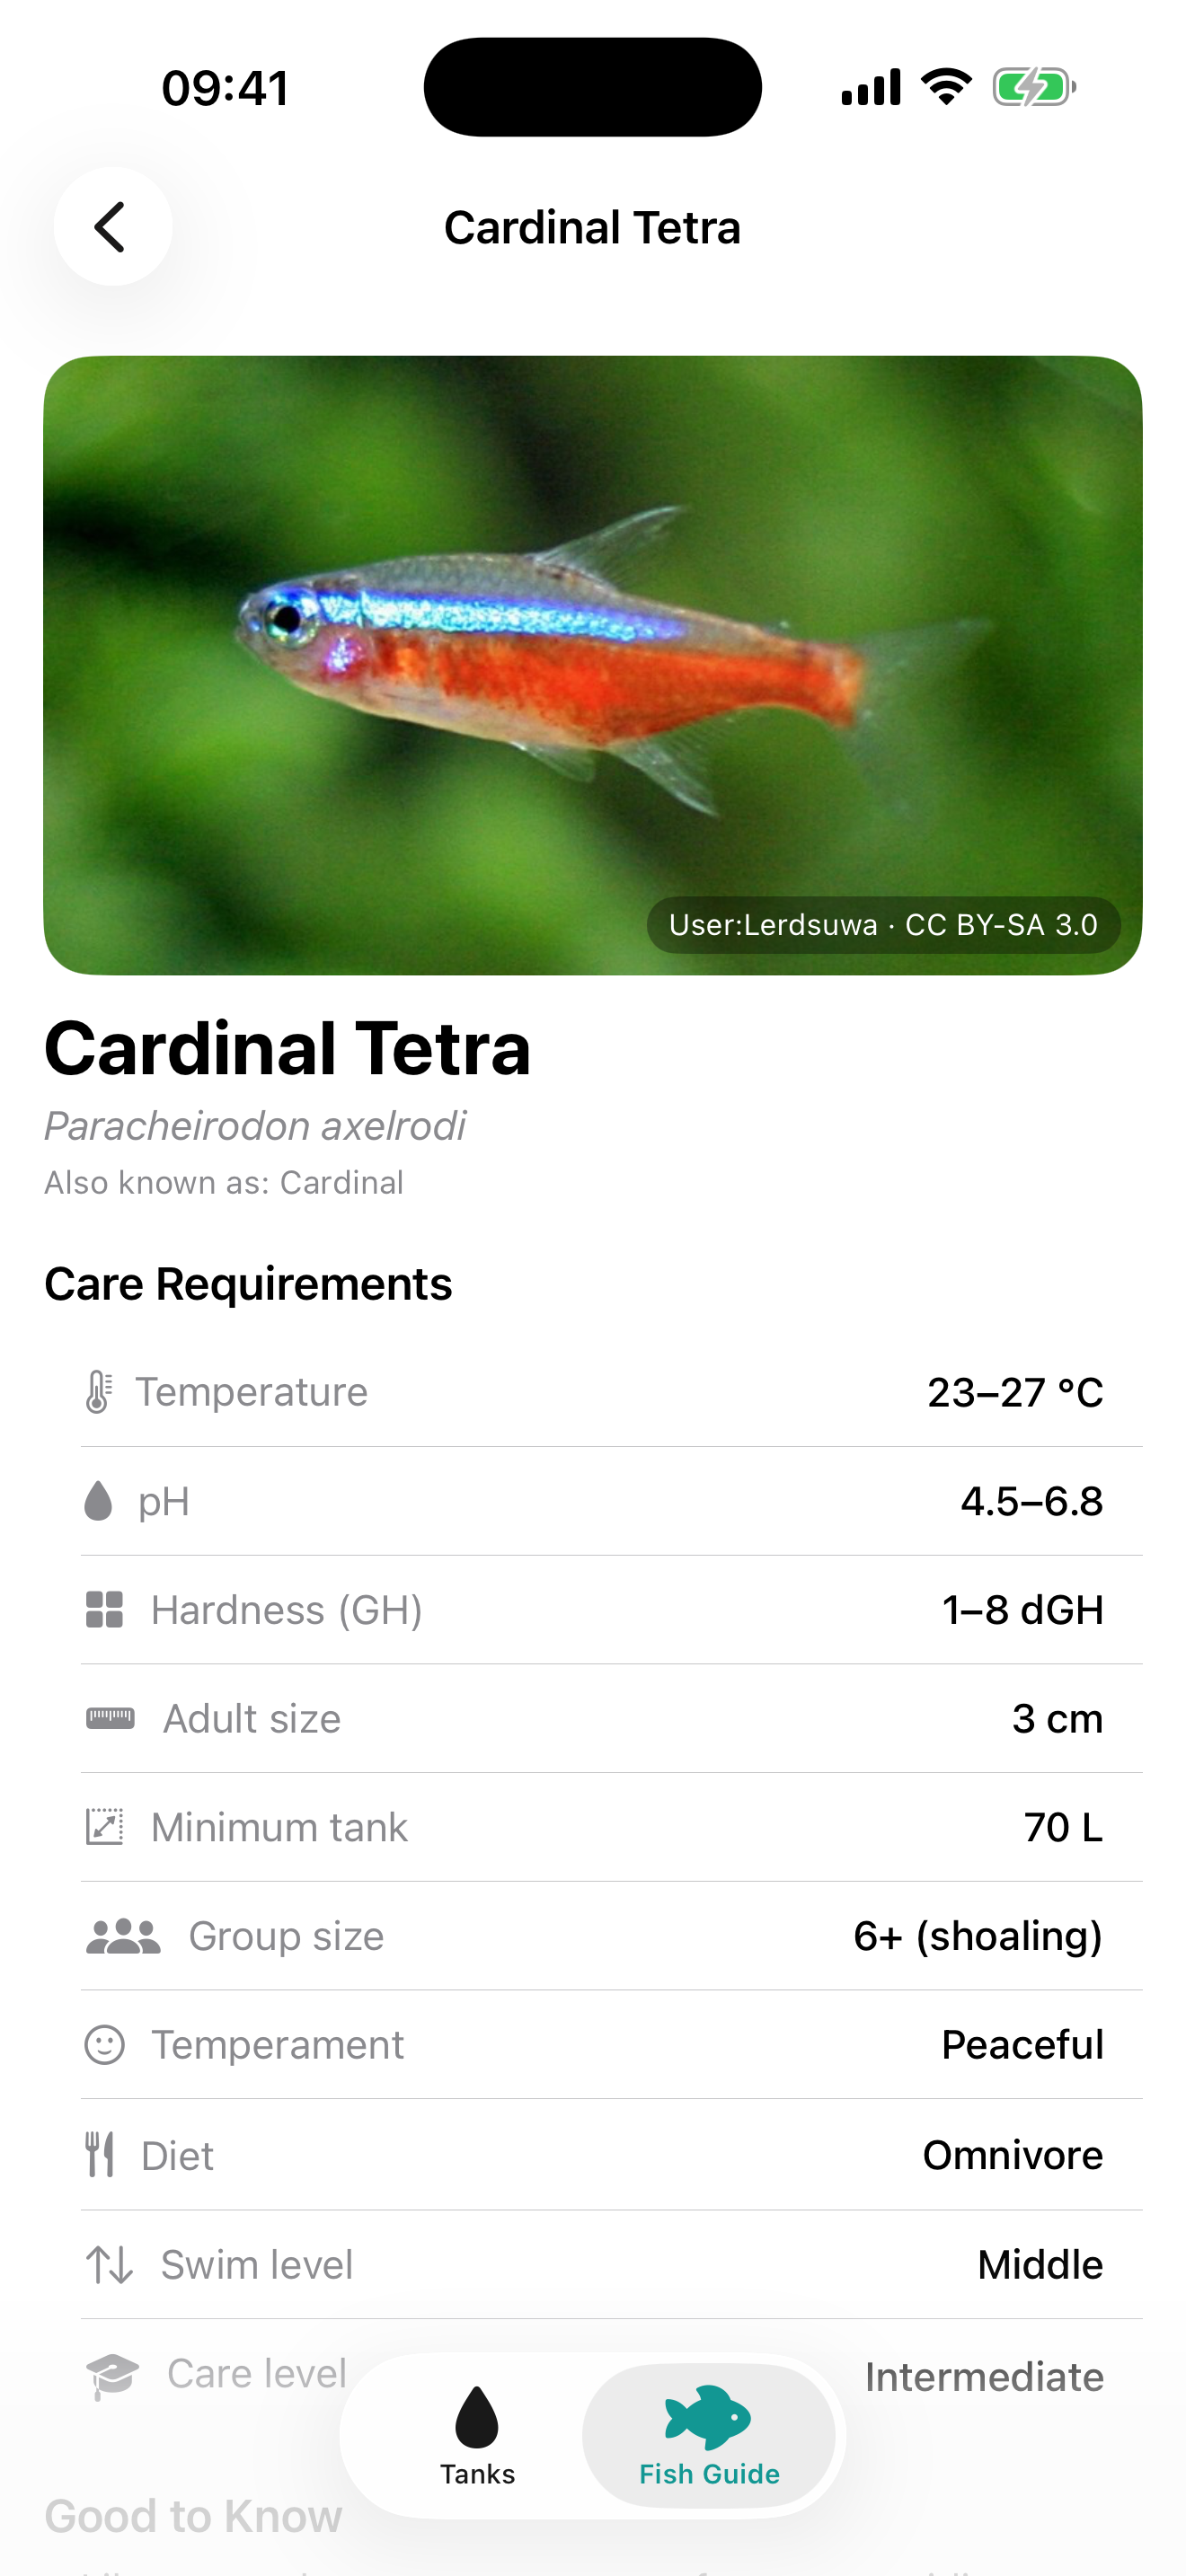 09:41
Cardinal Tetra
User:Lerdsuwa · CC BY-SA 3.0
Cardinal Tetra
Paracheirodon axelrodi
Also known as: Cardinal
Care Requirements
Temperature 23–27 °C
pH 4.5–6.8
Hardness (GH) 1–8 dGH
Adult size 3 cm
Minimum tank 70 L
Group size 6+ (shoaling)
Temperament Peaceful
Diet Omnivore
Swim level Middle
Care level Intermediate
Tanks Fish Guide
Good to Know